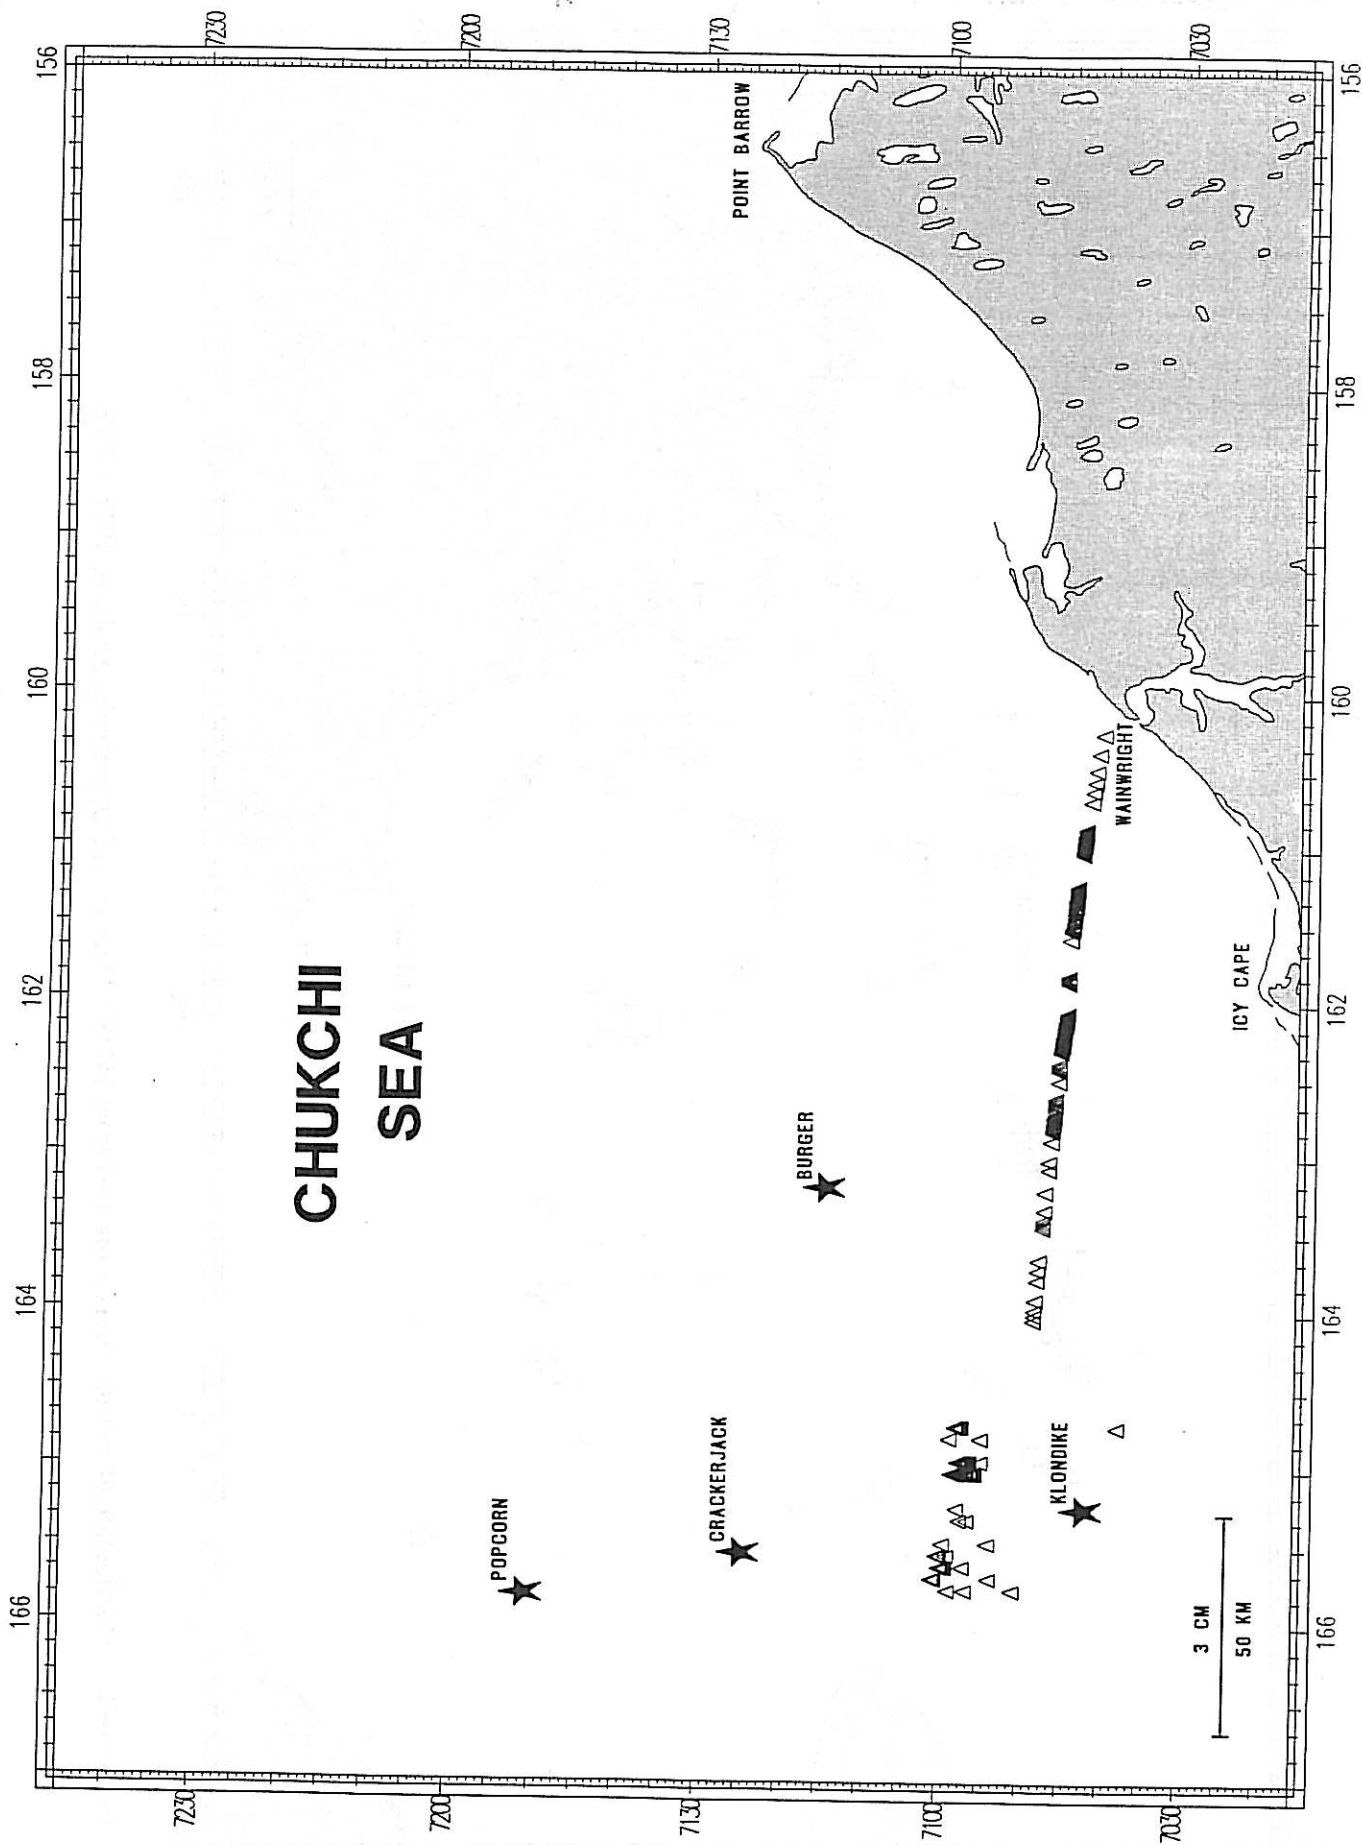 156
158
160
162
164
166
7230
7200
7130
7100
7030
CHUKCHI
SEA
POINT BARROW
WAINWRIGHT
ICY CAPE
BURGER
POPCORN
CRACKERJACK
KLONDIKE
3 CM
50 KM
7230
7200
7130
7100
7030
156
158
160
162
164
166